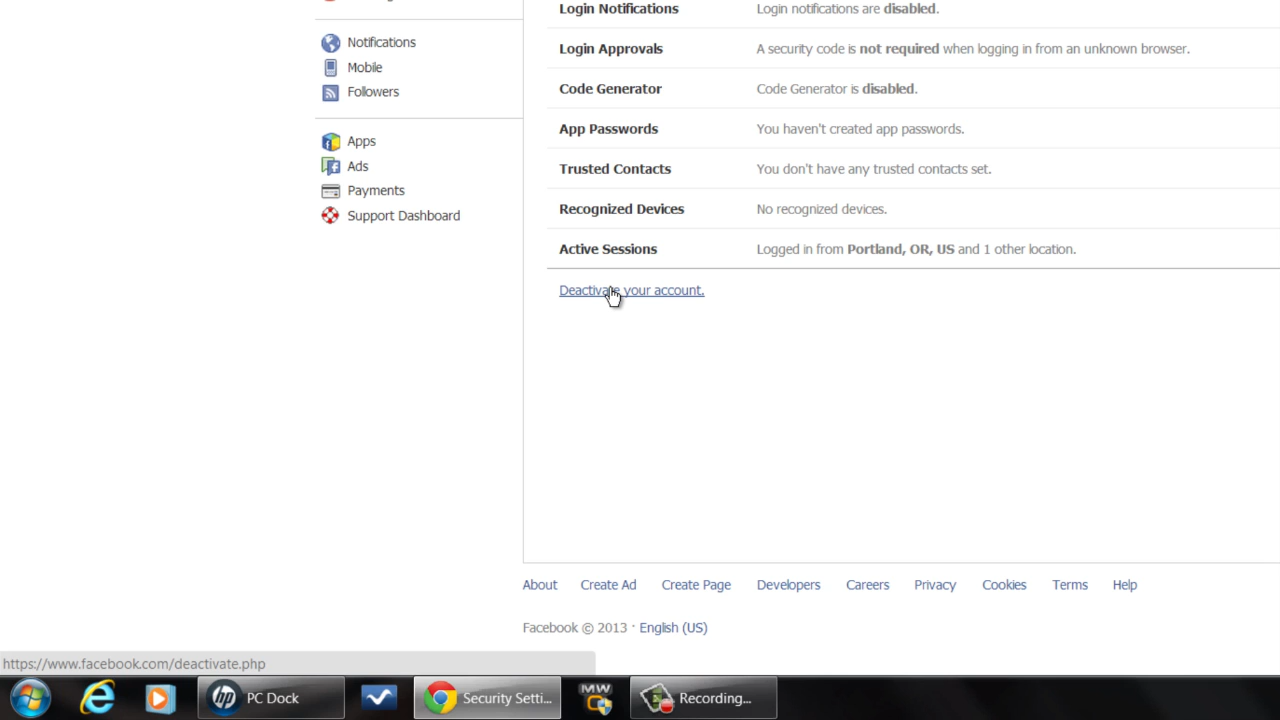 Login Notifications Login notifications are disabled.
Notifications
Login Approvals A security code is not required when logging in from an unknown browser.
Mobile
Followers
Code Generator Code Generator is disabled.
App Passwords You haven't created app passwords.
Apps
Ads
Trusted Contacts You don't have any trusted contacts set.
Payments
Support Dashboard
Recognized Devices No recognized devices.
Active Sessions Logged in from Portland, OR, US and 1 other location.
Deactivate your account.
About Create Ad Create Page Developers Careers Privacy Cookies Terms Help
Facebook © 2013 · English (US)
https://www.facebook.com/deactivate.php
hp PC Dock Security Setti... MW Recording...